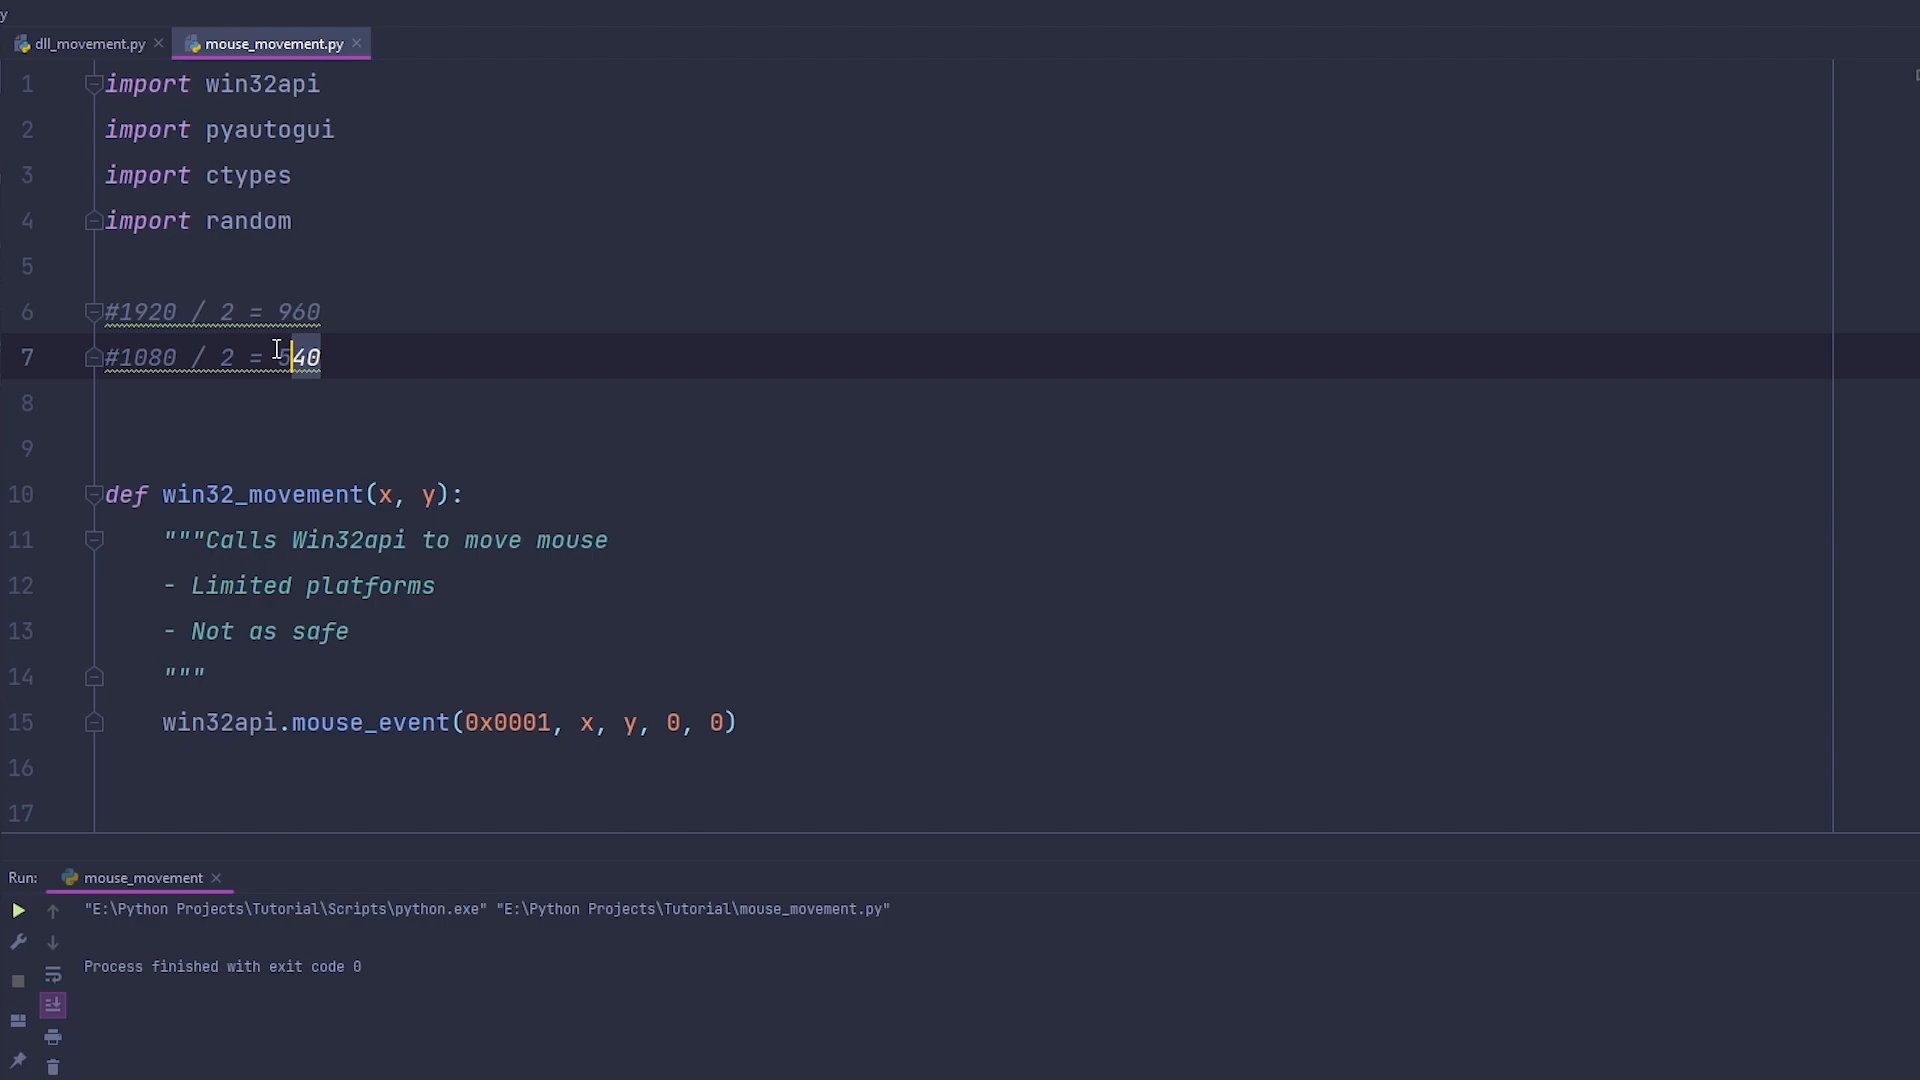 y
dll_movement.py
mouse_movement.py
1 import win32api
2 import pyautogui
3 import ctypes
4 import random
5
6 #1920 / 2 = 960
7 #1080 / 2 = 540
8
9
10 def win32_movement(x, y):
11 """Calls Win32api to move mouse
12 - Limited platforms
13 - Not as safe
14 """
15 win32api.mouse_event(0x0001, x, y, 0, 0)
16
17
Run: mouse_movement
"E:\Python Projects\Tutorial\Scripts\python.exe" "E:\Python Projects\Tutorial\mouse_movement.py"
Process finished with exit code 0